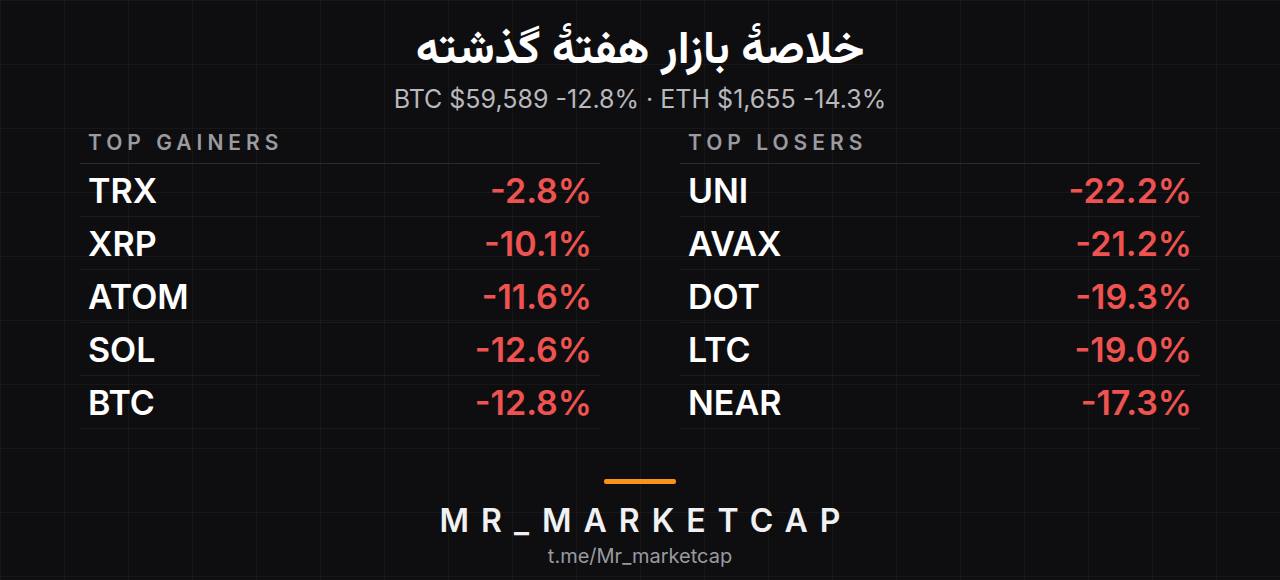 خلاصهٔ بازار هفتهٔ گذشته
BTC $59,589 -12.8% · ETH $1,655 -14.3%
TOP GAINERS
TRX -2.8%
XRP -10.1%
ATOM -11.6%
SOL -12.6%
BTC -12.8%
TOP LOSERS
UNI -22.2%
AVAX -21.2%
DOT -19.3%
LTC -19.0%
NEAR -17.3%
MR_MARKETCAP
t.me/Mr_marketcap